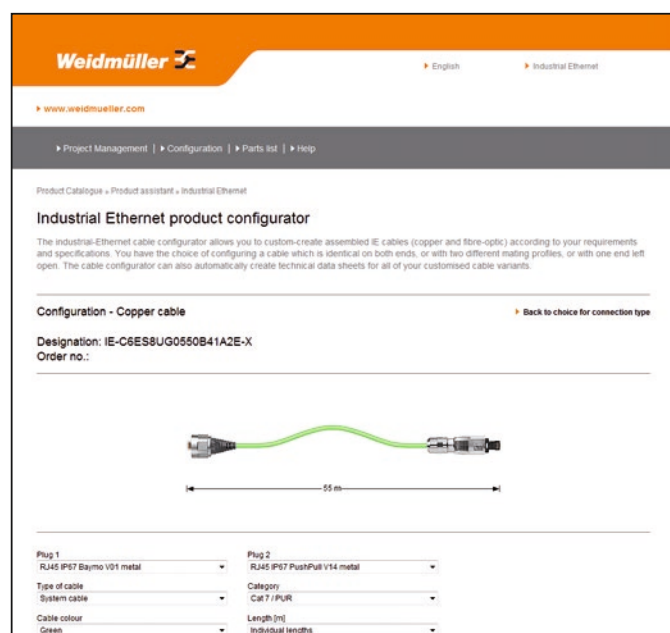 Weidmüller
English
Industrial Ethernet
www.weidmueller.com
Project Management | Configuration | Parts list | Help
Product Catalogue » Product assistant » Industrial Ethernet
Industrial Ethernet product configurator
The industrial-Ethernet cable configurator allows you to custom-create assembled IE cables (copper and fibre-optic) according to your requirements
and specifications. You have the choice of configuring a cable which is identical on both ends, or with two different mating profiles, or with one end left
open. The cable configurator can also automatically create technical data sheets for all of your customised cable variants.
Configuration - Copper cable
Back to choice for connection type
Designation: IE-C6ES8UG0550B41A2E-X
Order no.:
55 m
Plug 1
Plug 2
RJ45 IP67 Baymo V01 metal
RJ45 IP67 PushPull V14 metal
Type of cable
Category
System cable
Cat 7 / PUR
Cable colour
Length [m]
Green
Individual lengths